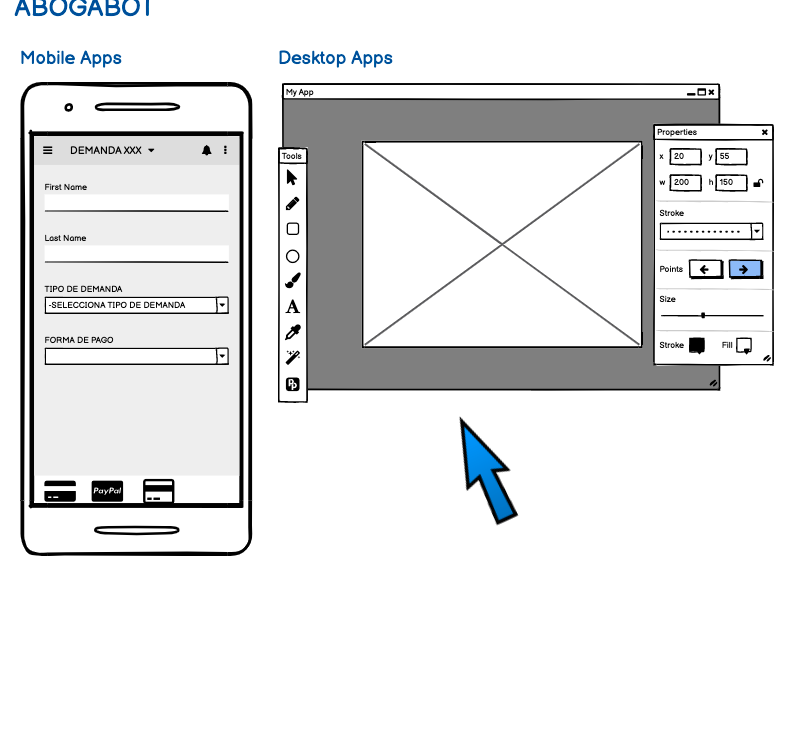 ABOGABOT
Mobile Apps
Desktop Apps
DEMANDA XXX
First Name
Last Name
TIPO DE DEMANDA
-SELECCIONA TIPO DE DEMANDA
FORMA DE PAGO
PayPal
My App
Tools
A
Properties
x 20 y 55
w 200 h 150
Stroke
Points
Size
Stroke Fill